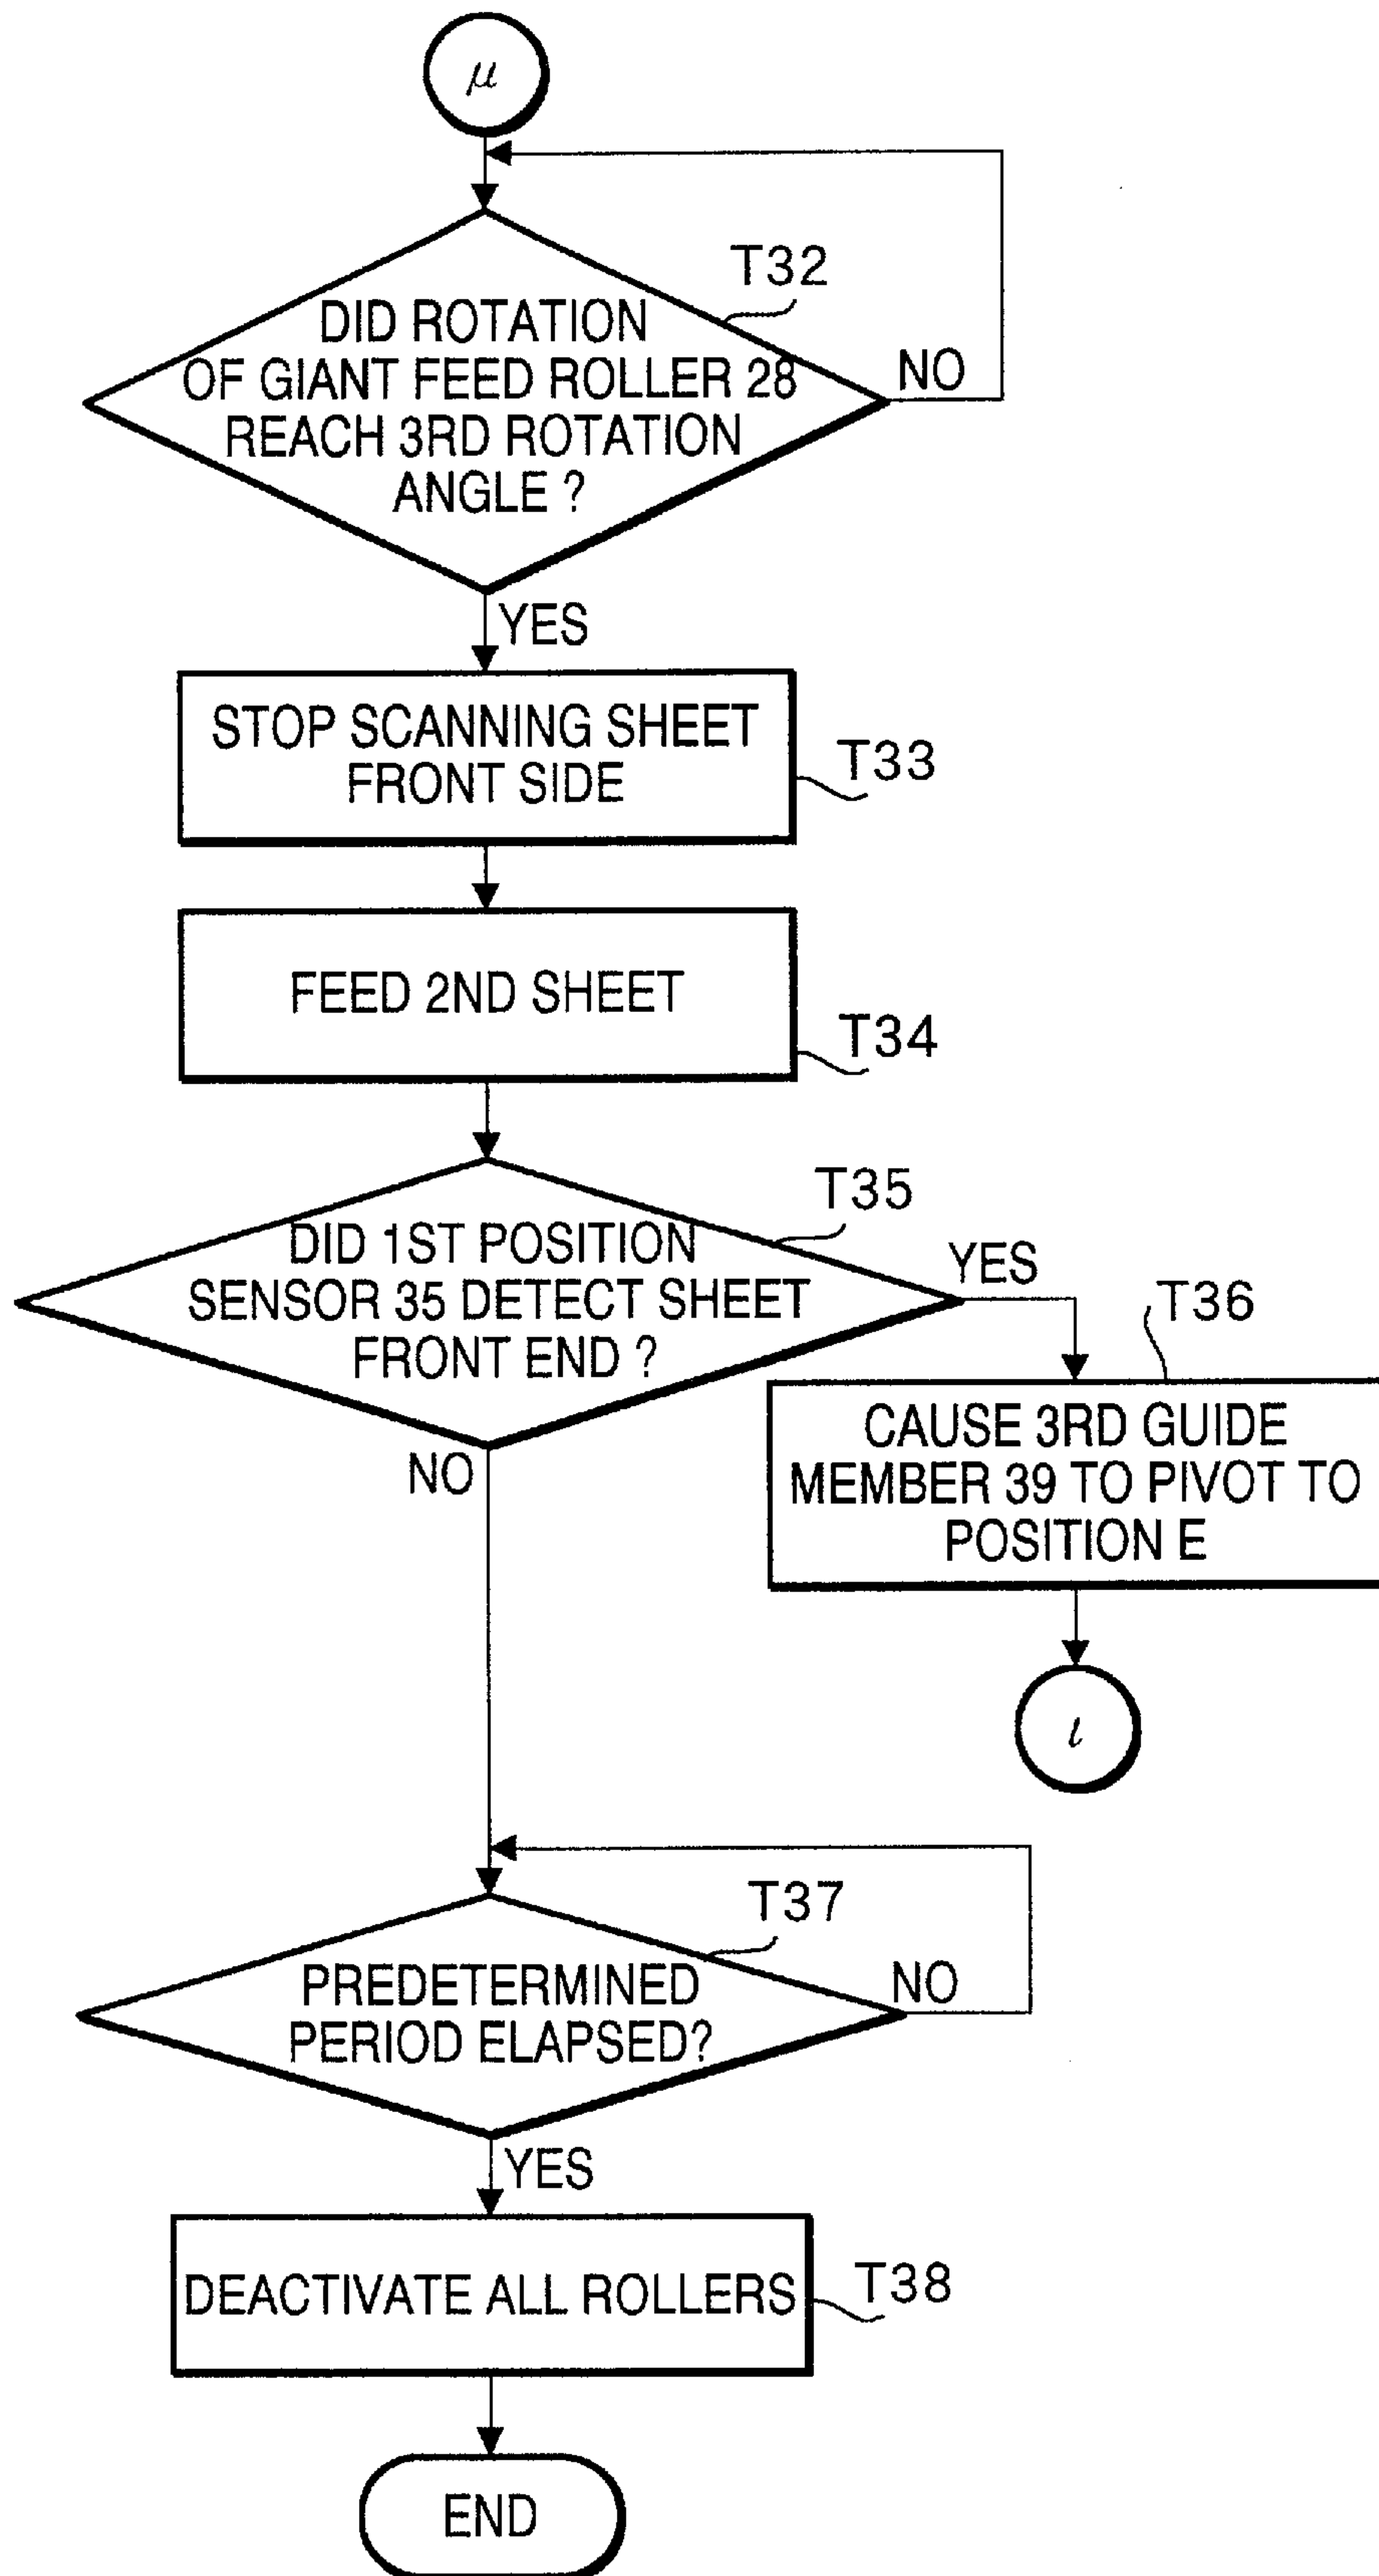 μ
T32
DID ROTATION
OF GIANT FEED ROLLER 28
REACH 3RD ROTATION
ANGLE ?
NO
YES
STOP SCANNING SHEET
FRONT SIDE
T33
FEED 2ND SHEET
T34
T35
DID 1ST POSITION
SENSOR 35 DETECT SHEET
FRONT END ?
YES
NO
T36
CAUSE 3RD GUIDE
MEMBER 39 TO PIVOT TO
POSITION E
ι
T37
PREDETERMINED
PERIOD ELAPSED?
NO
YES
DEACTIVATE ALL ROLLERS
T38
END